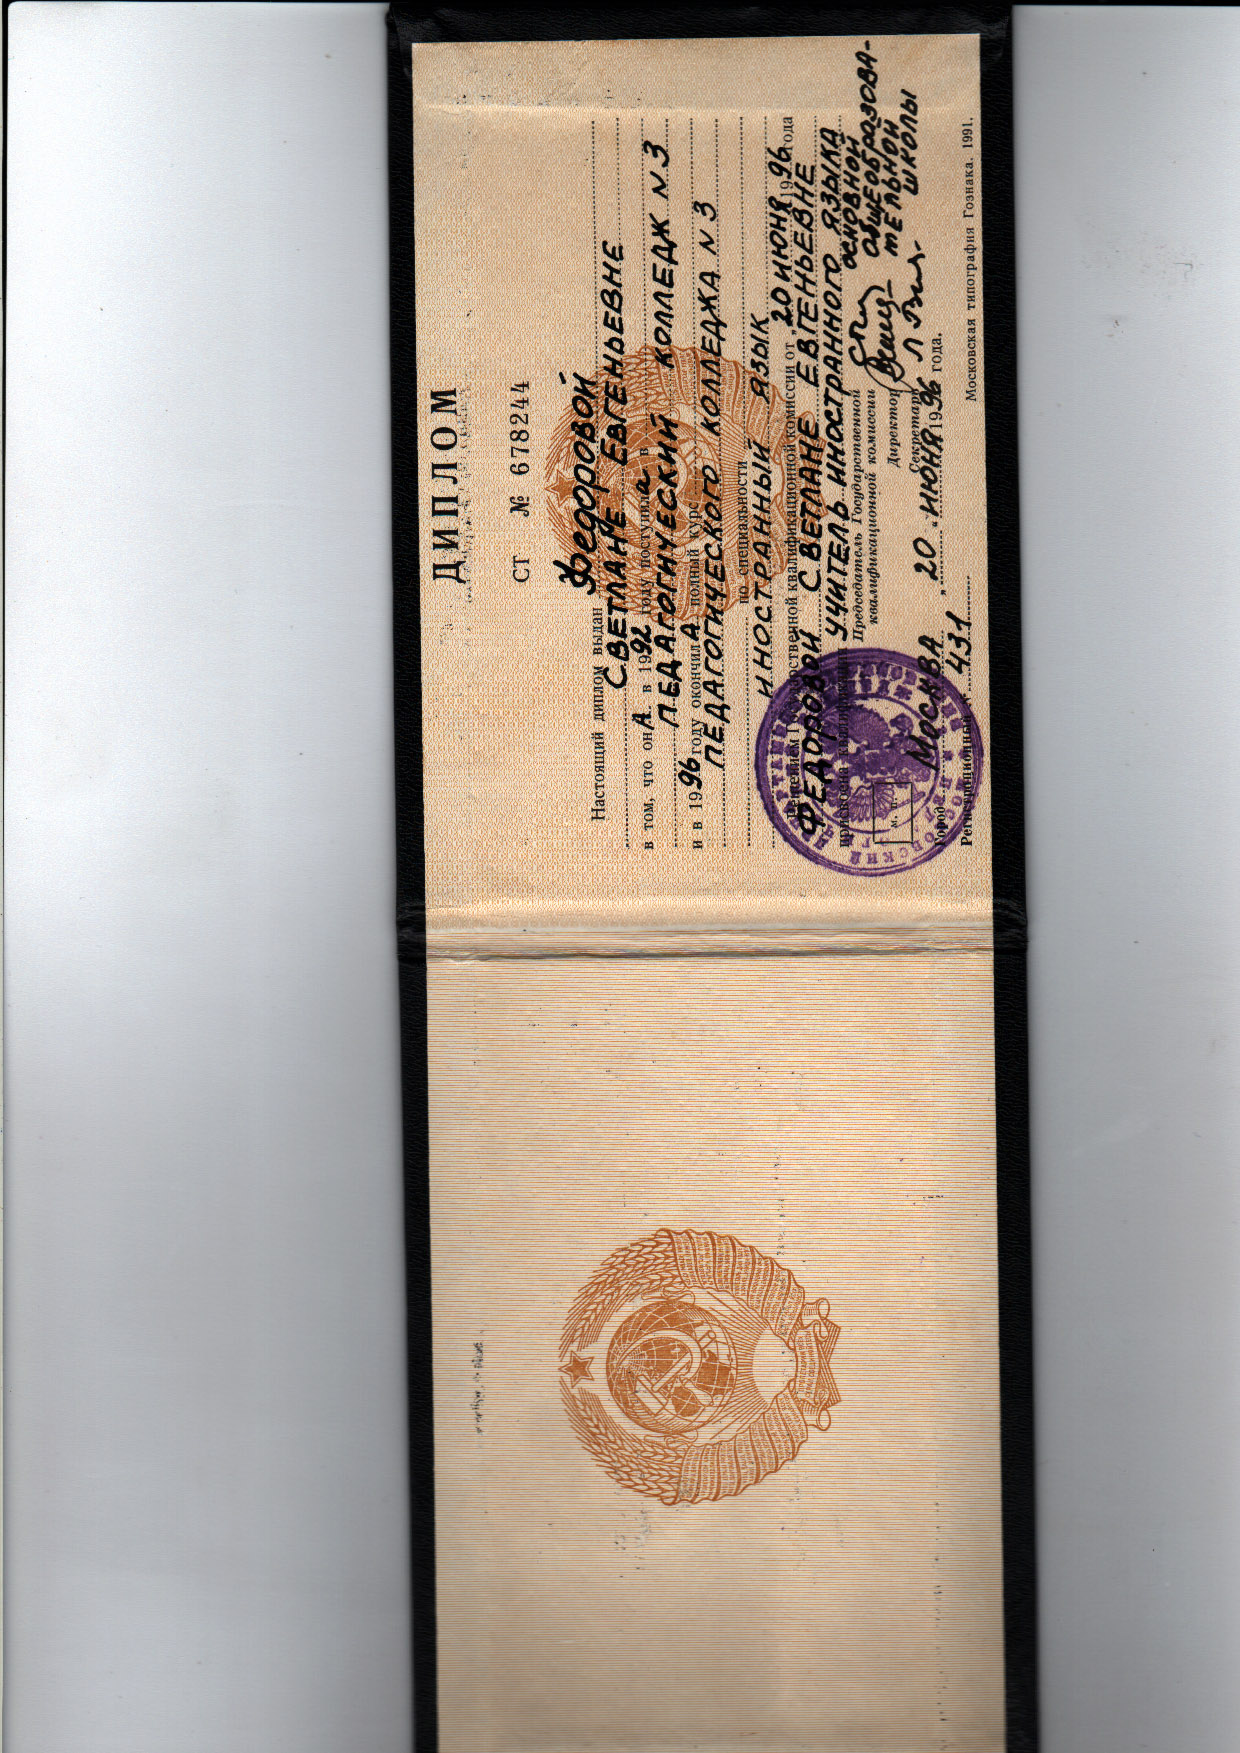 ДИПЛОМ
СТ № 678244
Настоящий диплом выдан Федоровой
СВЕТЛАНЕ ЕВГЕНЬЕВНЕ
в том, что онА в 1992 году поступила в
ПЕДАГОГИЧЕСКИЙ КОЛЛЕДЖ N 3
и в 1996 году окончилА полный курс
ПЕДАГОГИЧЕСКОГО КОЛЛЕДЖА N 3
по специальности
ИНОСТРАННЫЙ ЯЗЫК
Решением Государственной квалификационной комиссии от „20 ИЮНЯ 1996 года
ФЕДОРОВОЙ СВЕТЛАНЕ ЕВГЕНЬЕВНЕ
присвоена квалификация УЧИТЕЛЬ ИНОСТРАННОГО ЯЗЫКА
ОСНОВНОЙ
ОБЩЕОБРАЗОВА-
ТЕЛЬНОЙ
ШКОЛЫ
Председатель Государственной
квалификационной комиссии
Директор
Секретарь
М. П.
Город МОСКВА „20 ИЮНЯ 1996 года.
Регистрационный № 431
Московская типография Гознака. 1991.